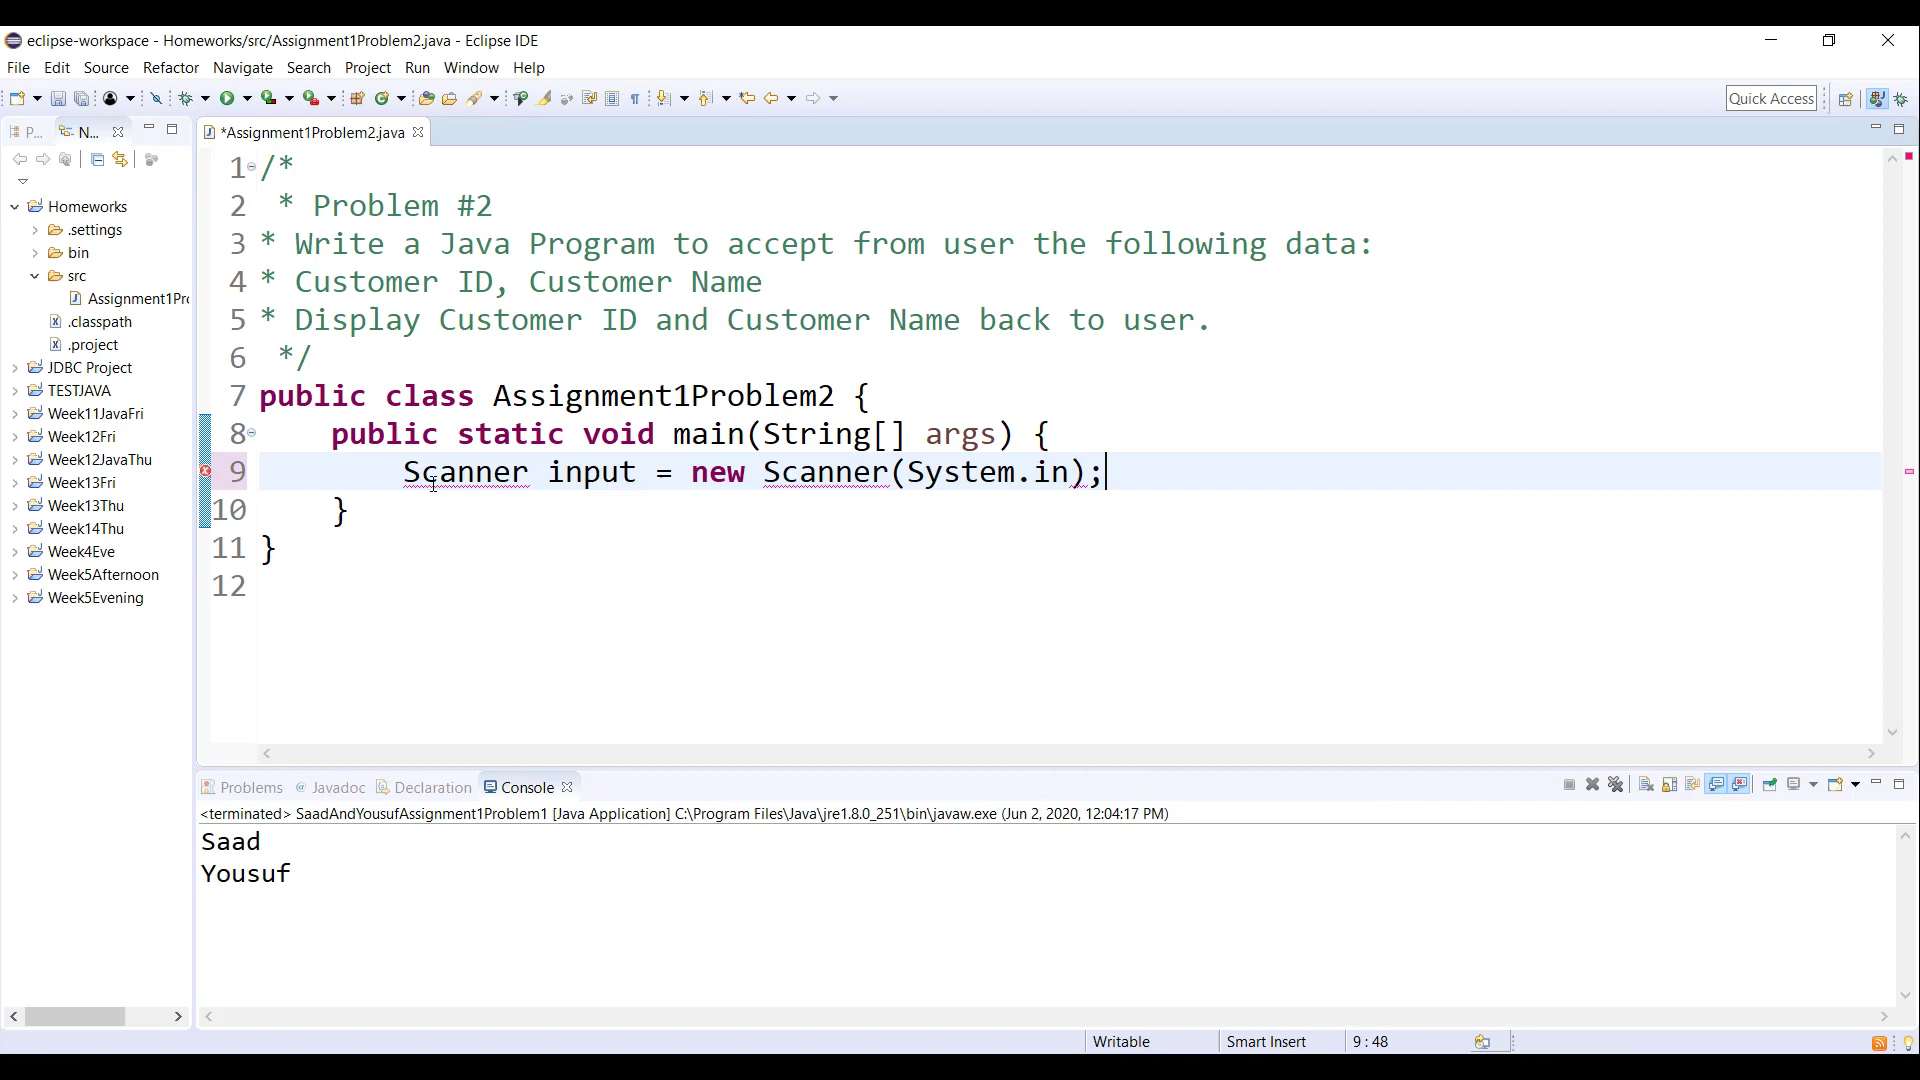 eclipse-workspace - Homeworks/src/Assignment1Problem2.java - Eclipse IDE
File Edit Source Refactor Navigate Search Project Run Window Help
Quick Access
P...
N...
*Assignment1Problem2.java
Homeworks
.settings
bin
src
Assignment1Pr
.classpath
.project
JDBC Project
TESTJAVA
Week11JavaFri
Week12Fri
Week12JavaThu
Week13Fri
Week13Thu
Week14Thu
Week4Eve
Week5Afternoon
Week5Evening
1 /*
2 * Problem #2
3 * Write a Java Program to accept from user the following data:
4 * Customer ID, Customer Name
5 * Display Customer ID and Customer Name back to user.
6 */
7 public class Assignment1Problem2 {
8 public static void main(String[] args) {
9 Scanner input = new Scanner(System.in);
10 }
11 }
12
Problems @ Javadoc Declaration Console
<terminated> SaadAndYousufAssignment1Problem1 [Java Application] C:\Program Files\Java\jre1.8.0_251\bin\javaw.exe (Jun 2, 2020, 12:04:17 PM)
Saad
Yousuf
Writable Smart Insert 9 : 48